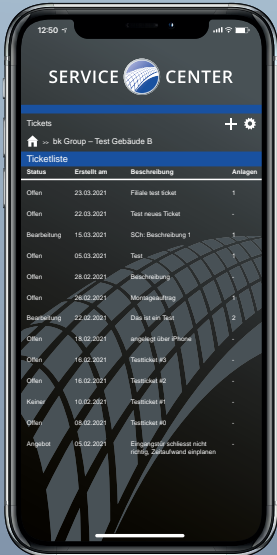 12:50
SERVICE CENTER
Tickets
bk Group – Test Gebäude B
Ticketliste
Status Erstellt am Beschreibung Anlagen
Offen 23.03.2021 Filiale test ticket 1
Offen 22.03.2021 Test neues Ticket -
Bearbeitung 15.03.2021 SCh: Beschreibung 1 1
Offen 05.03.2021 Test 1
Offen 28.02.2021 Beschreibung -
Offen 26.02.2021 Montageauftrag 1
Bearbeitung 22.02.2021 Das ist ein Test 2
Offen 18.02.2021 angelegt über IPhone -
Offen 16.02.2021 Testticket #3 -
Offen 16.02.2021 Testticket #2 -
Keiner 10.02.2021 Testticket #1 -
Offen 08.02.2021 Testticket #0 -
Angebot 05.02.2021 Eingangstür schliesst nicht -
richtig, Zeitaufwand einplanen